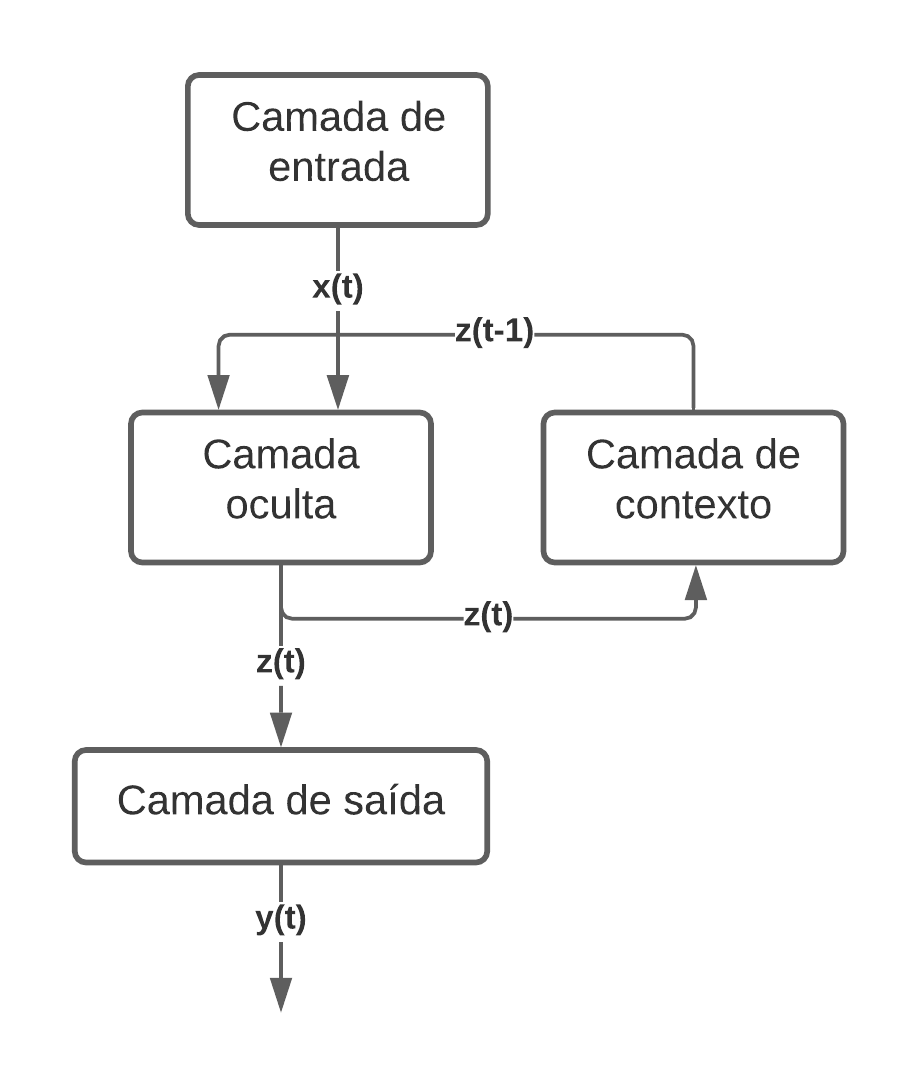 Camada de
entrada
x(t)
z(t-1)
Camada
oculta
Camada de
contexto
z(t)
z(t)
Camada de saída
y(t)